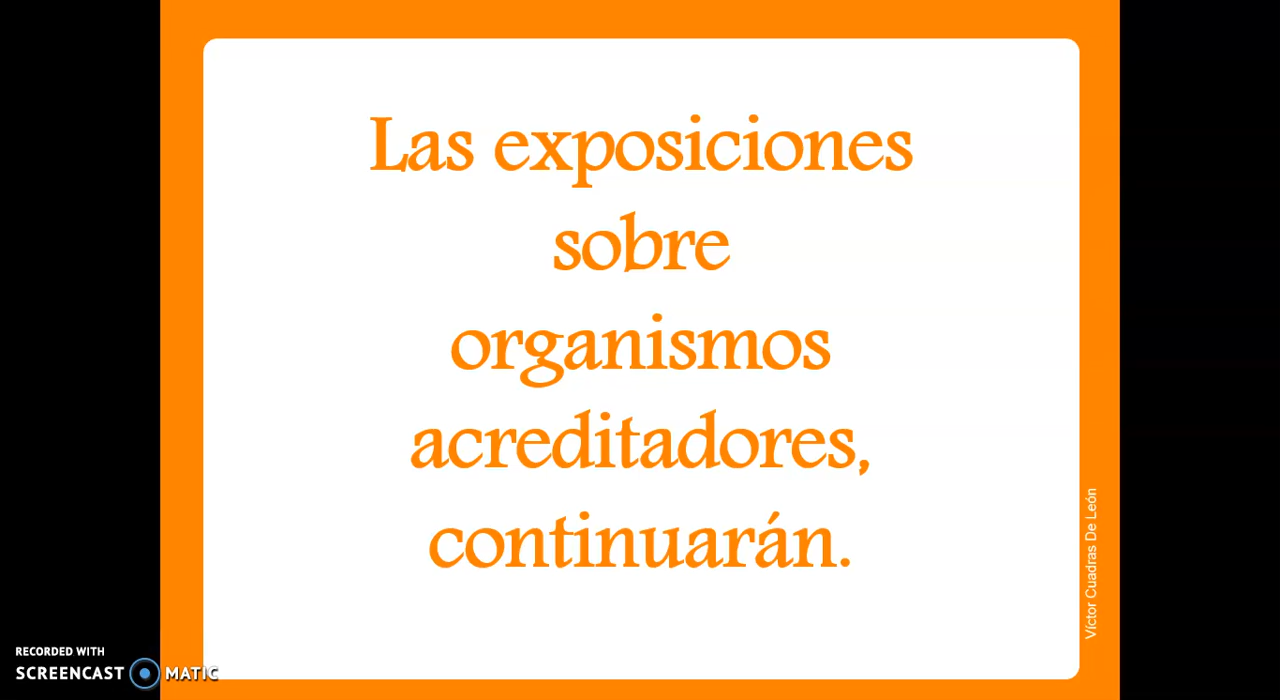 Las exposiciones
sobre
organismos
acreditadores,
continuarán.
Víctor Cuadras De León
RECORDED WITH
SCREENCAST MATIC